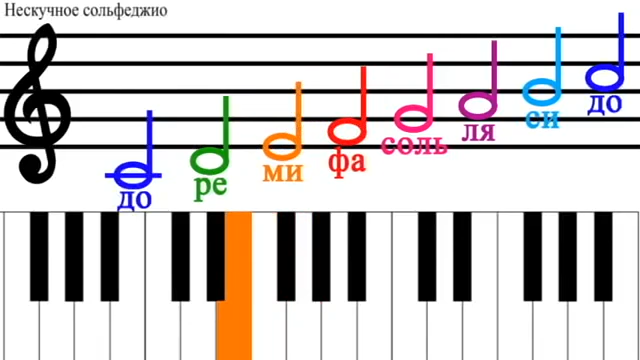 Нескучное сольфеджио
до ре ми фа соль ля си до